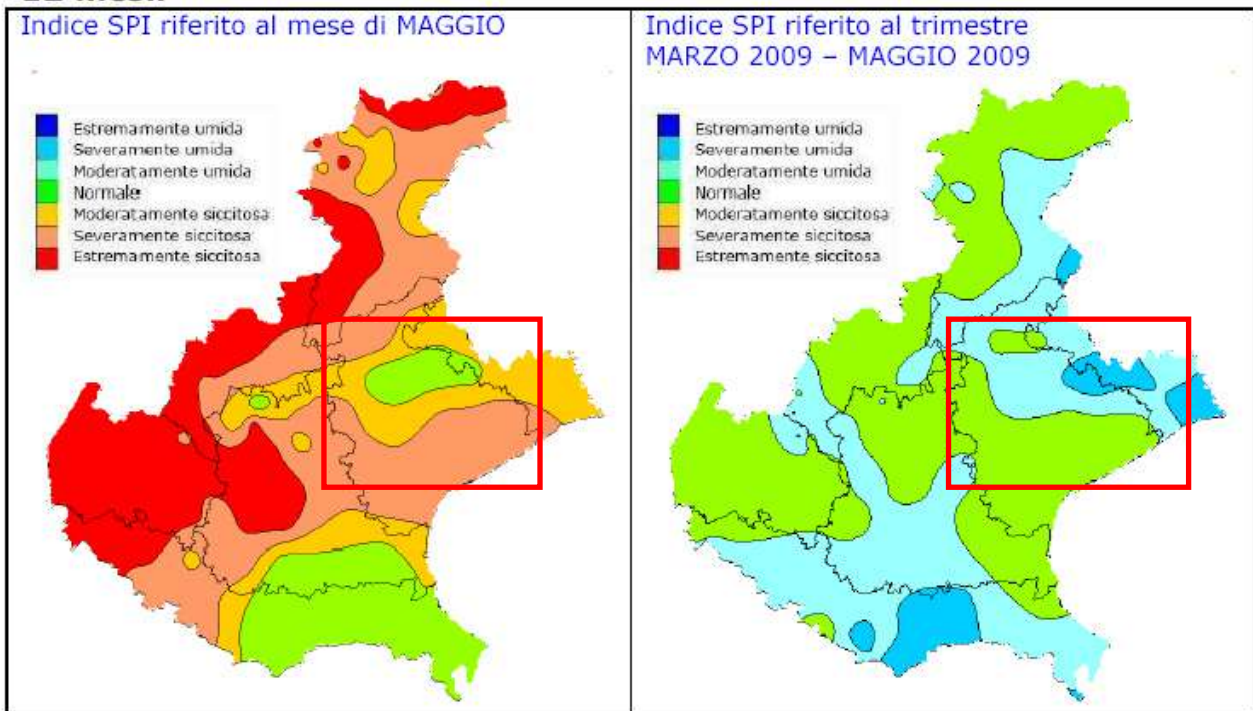 Indice SPI riferito al mese di MAGGIO
Estremamente umida
Severamente umida
Moderatamente umida
Normale
Moderatamente siccitosa
Severamente siccitosa
Estremamente siccitosa
Indice SPI riferito al trimestre
MARZO 2009 – MAGGIO 2009
Estremamente umida
Severamente umida
Moderatamente umida
Normale
Moderatamente siccitosa
Severamente siccitosa
Estremamente siccitosa